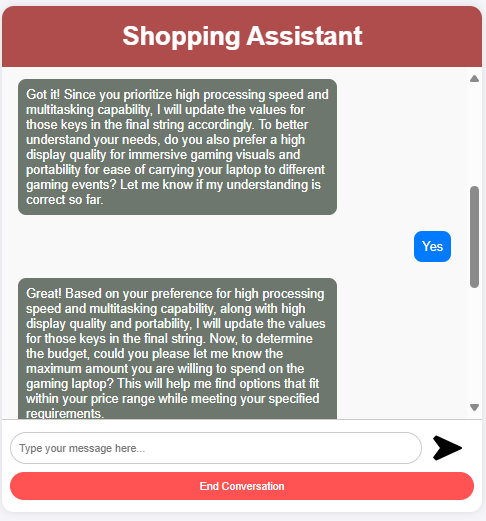 Shopping Assistant
Got it! Since you prioritize high processing speed and
multitasking capability, I will update the values for
those keys in the final string accordingly. To better
understand your needs, do you also prefer a high
display quality for immersive gaming visuals and
portability for ease of carrying your laptop to different
gaming events? Let me know if my understanding is
correct so far.
Yes
Great! Based on your preference for high processing
speed and multitasking capability, along with high
display quality and portability, I will update the values
for those keys in the final string. Now, to determine
the budget, could you please let me know the
maximum amount you are willing to spend on the
gaming laptop? This will help me find options that fit
within your price range while meeting your specified
requirements.
Type your message here...
End Conversation